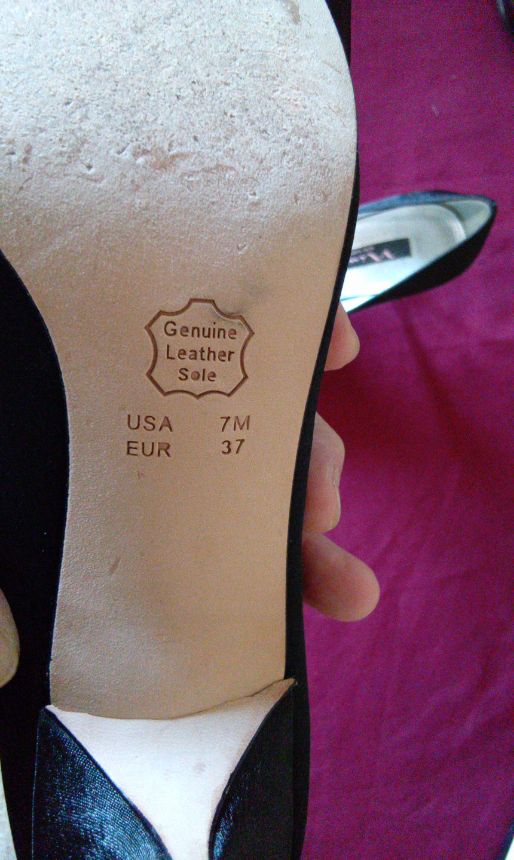 Genuine
Leather
Sole
USA 7M
EUR 37